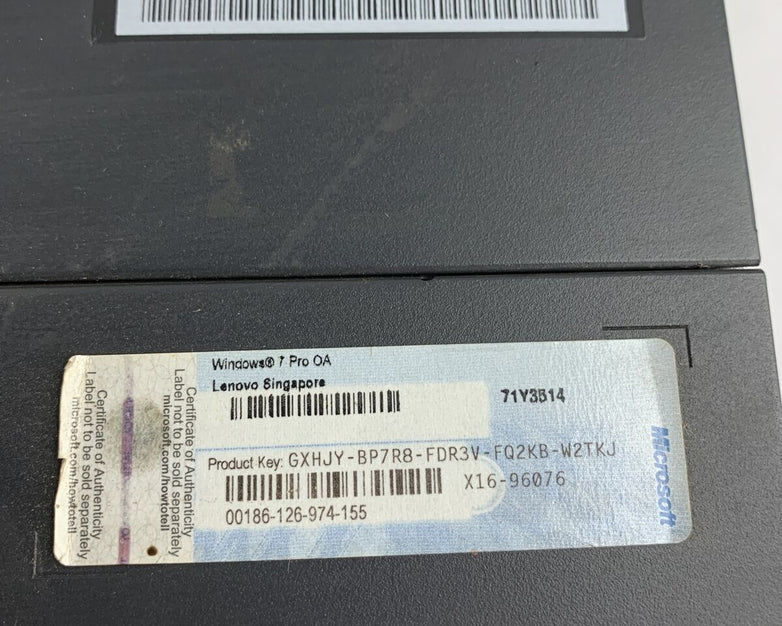 Windows® 7 Pro OA
Lenovo Singapore
71Y3514
Product Key: GXHJY-BP7R8-FDR3V-FQ2KB-W2TKJ
X16-96076
00186-126-974-155
Microsoft
Certificate of Authenticity
Label not to be sold separately
microsoft.com/howtotell
Certificate of Authenticity
Label not to be sold separately
microsoft.com/howtotell